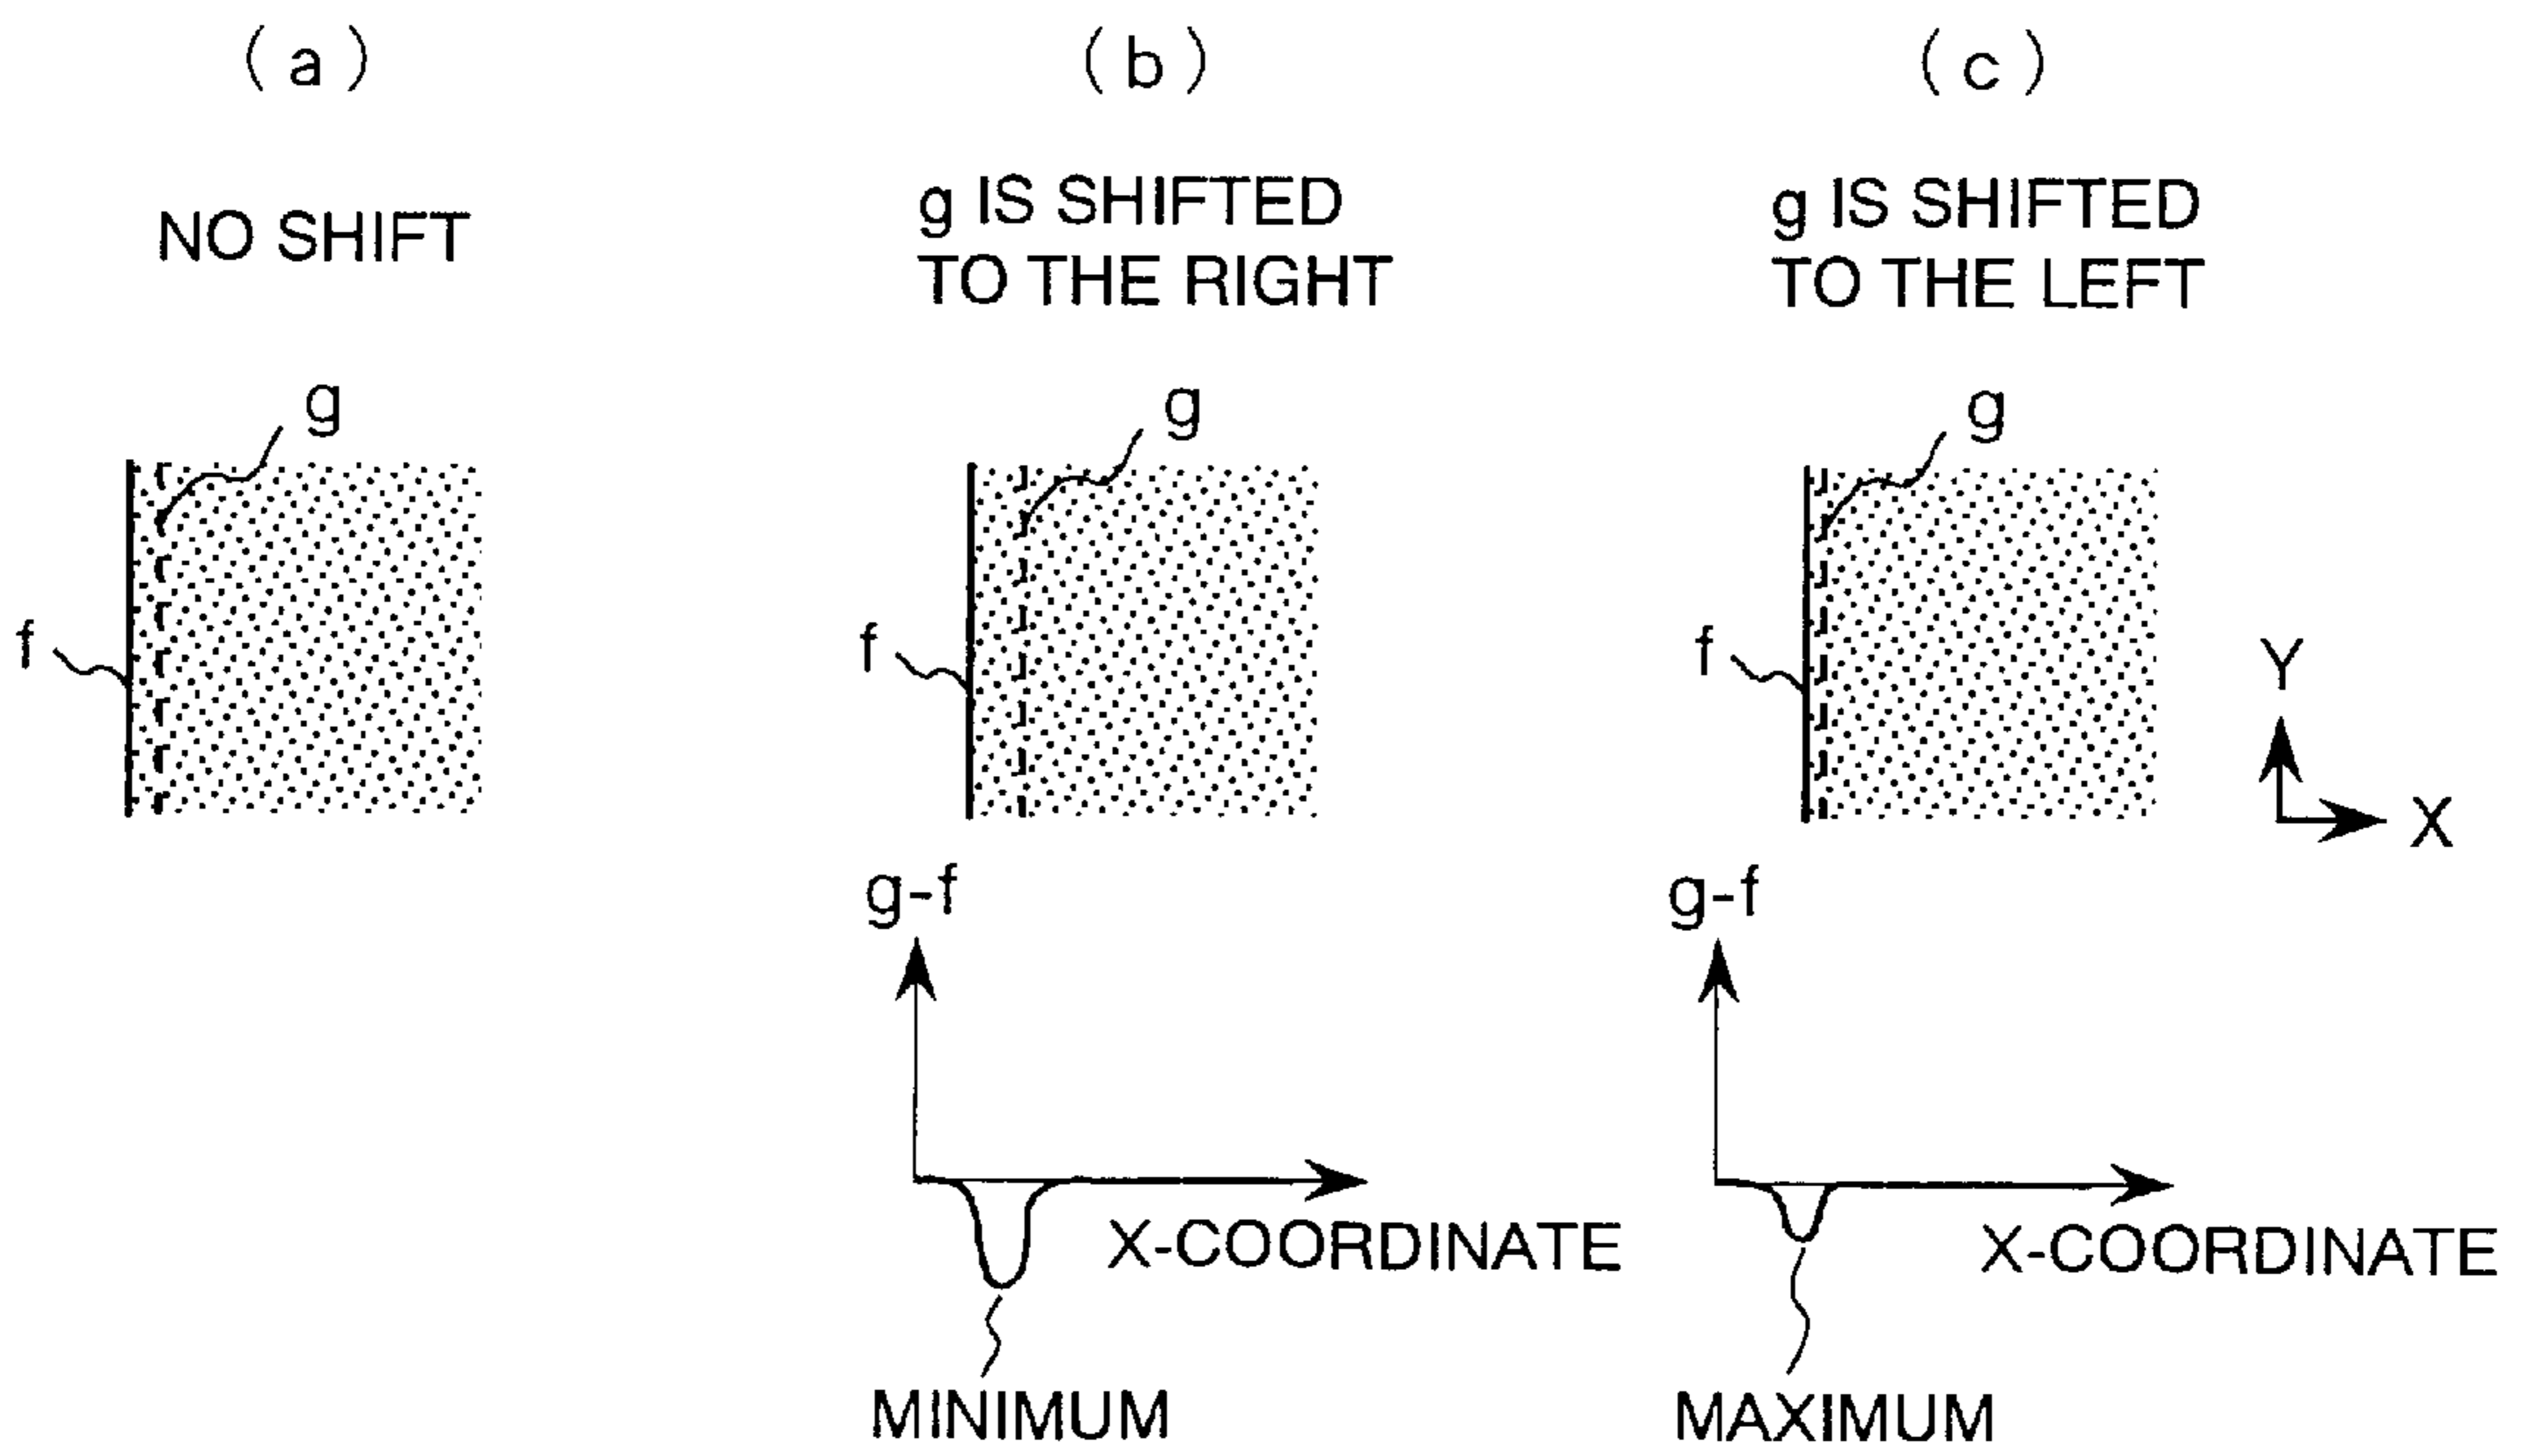 (a)
(b)
(c)
NO SHIFT
g IS SHIFTED
TO THE RIGHT
g IS SHIFTED
TO THE LEFT
g
g
g
f
f
f
Y
X
g-f
g-f
X-COORDINATE
X-COORDINATE
MINIMUM
MAXIMUM